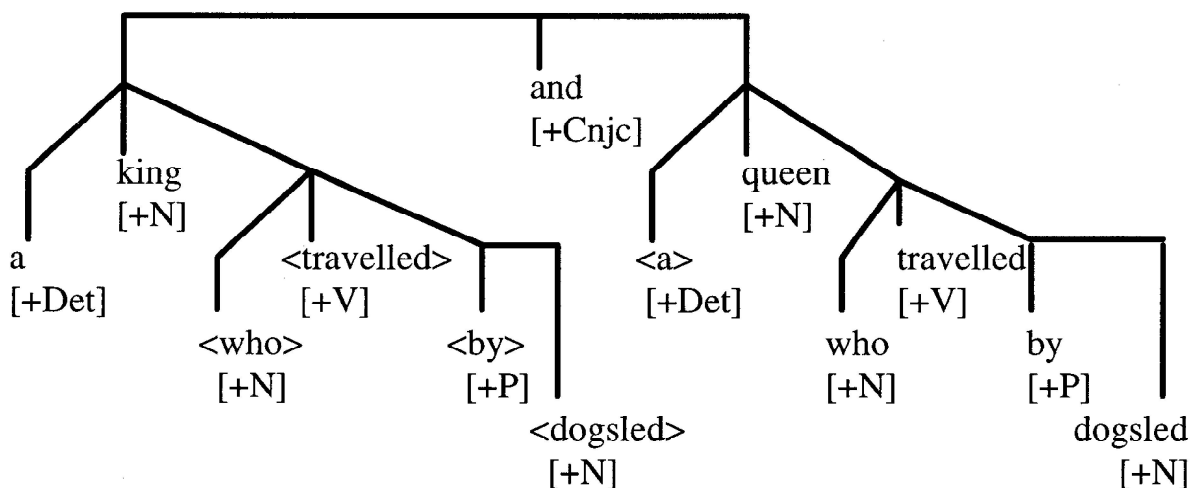 and
[+Cnjc]
king
[+N]
queen
[+N]
a
[+Det]
<travelled>
[+V]
<a>
[+Det]
travelled
[+V]
<who>
[+N]
<by>
[+P]
who
[+N]
by
[+P]
<dogsled>
[+N]
dogsled
[+N]